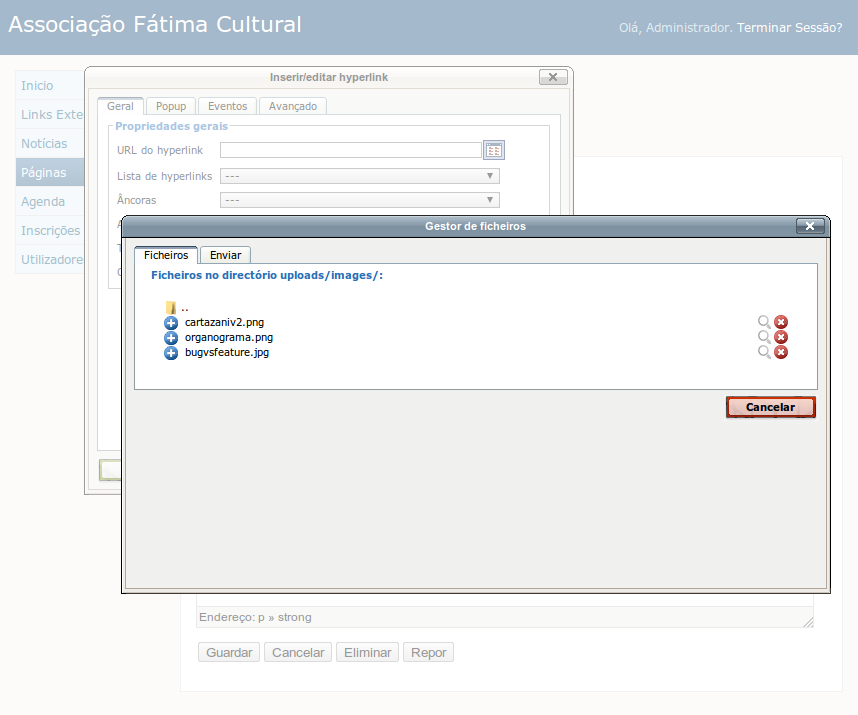 Associação Fátima Cultural
Olá, Administrador. Terminar Sessão?
Inicio
Links Exte
Notícias
Páginas
Agenda
Inscrições
Utilizadore
Inserir/editar hyperlink
Geral
Popup
Eventos
Avançado
Propriedades gerais
URL do hyperlink
Lista de hyperlinks
---
Âncoras
---
Gestor de ficheiros
Ficheiros
Enviar
Ficheiros no directório uploads/images/:
..
cartazaniv2.png
organograma.png
bugvsfeature.jpg
Cancelar
Endereço: p » strong
Guardar
Cancelar
Eliminar
Repor